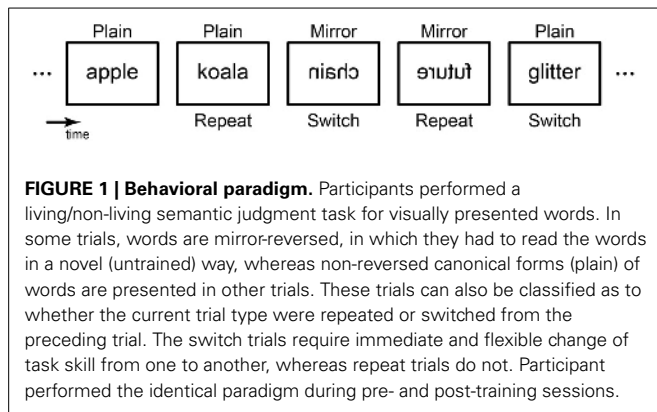 Plain Plain Mirror Mirror Plain
... apple koala chain future glitter ...
time
Repeat Switch Repeat Switch
FIGURE 1 | Behavioral paradigm. Participants performed a
living/non-living semantic judgment task for visually presented words. In
some trials, words are mirror-reversed, in which they had to read the words
in a novel (untrained) way, whereas non-reversed canonical forms (plain) of
words are presented in other trials. These trials can also be classified as to
whether the current trial type were repeated or switched from the
preceding trial. The switch trials require immediate and flexible change of
task skill from one to another, whereas repeat trials do not. Participant
performed the identical paradigm during pre- and post-training sessions.